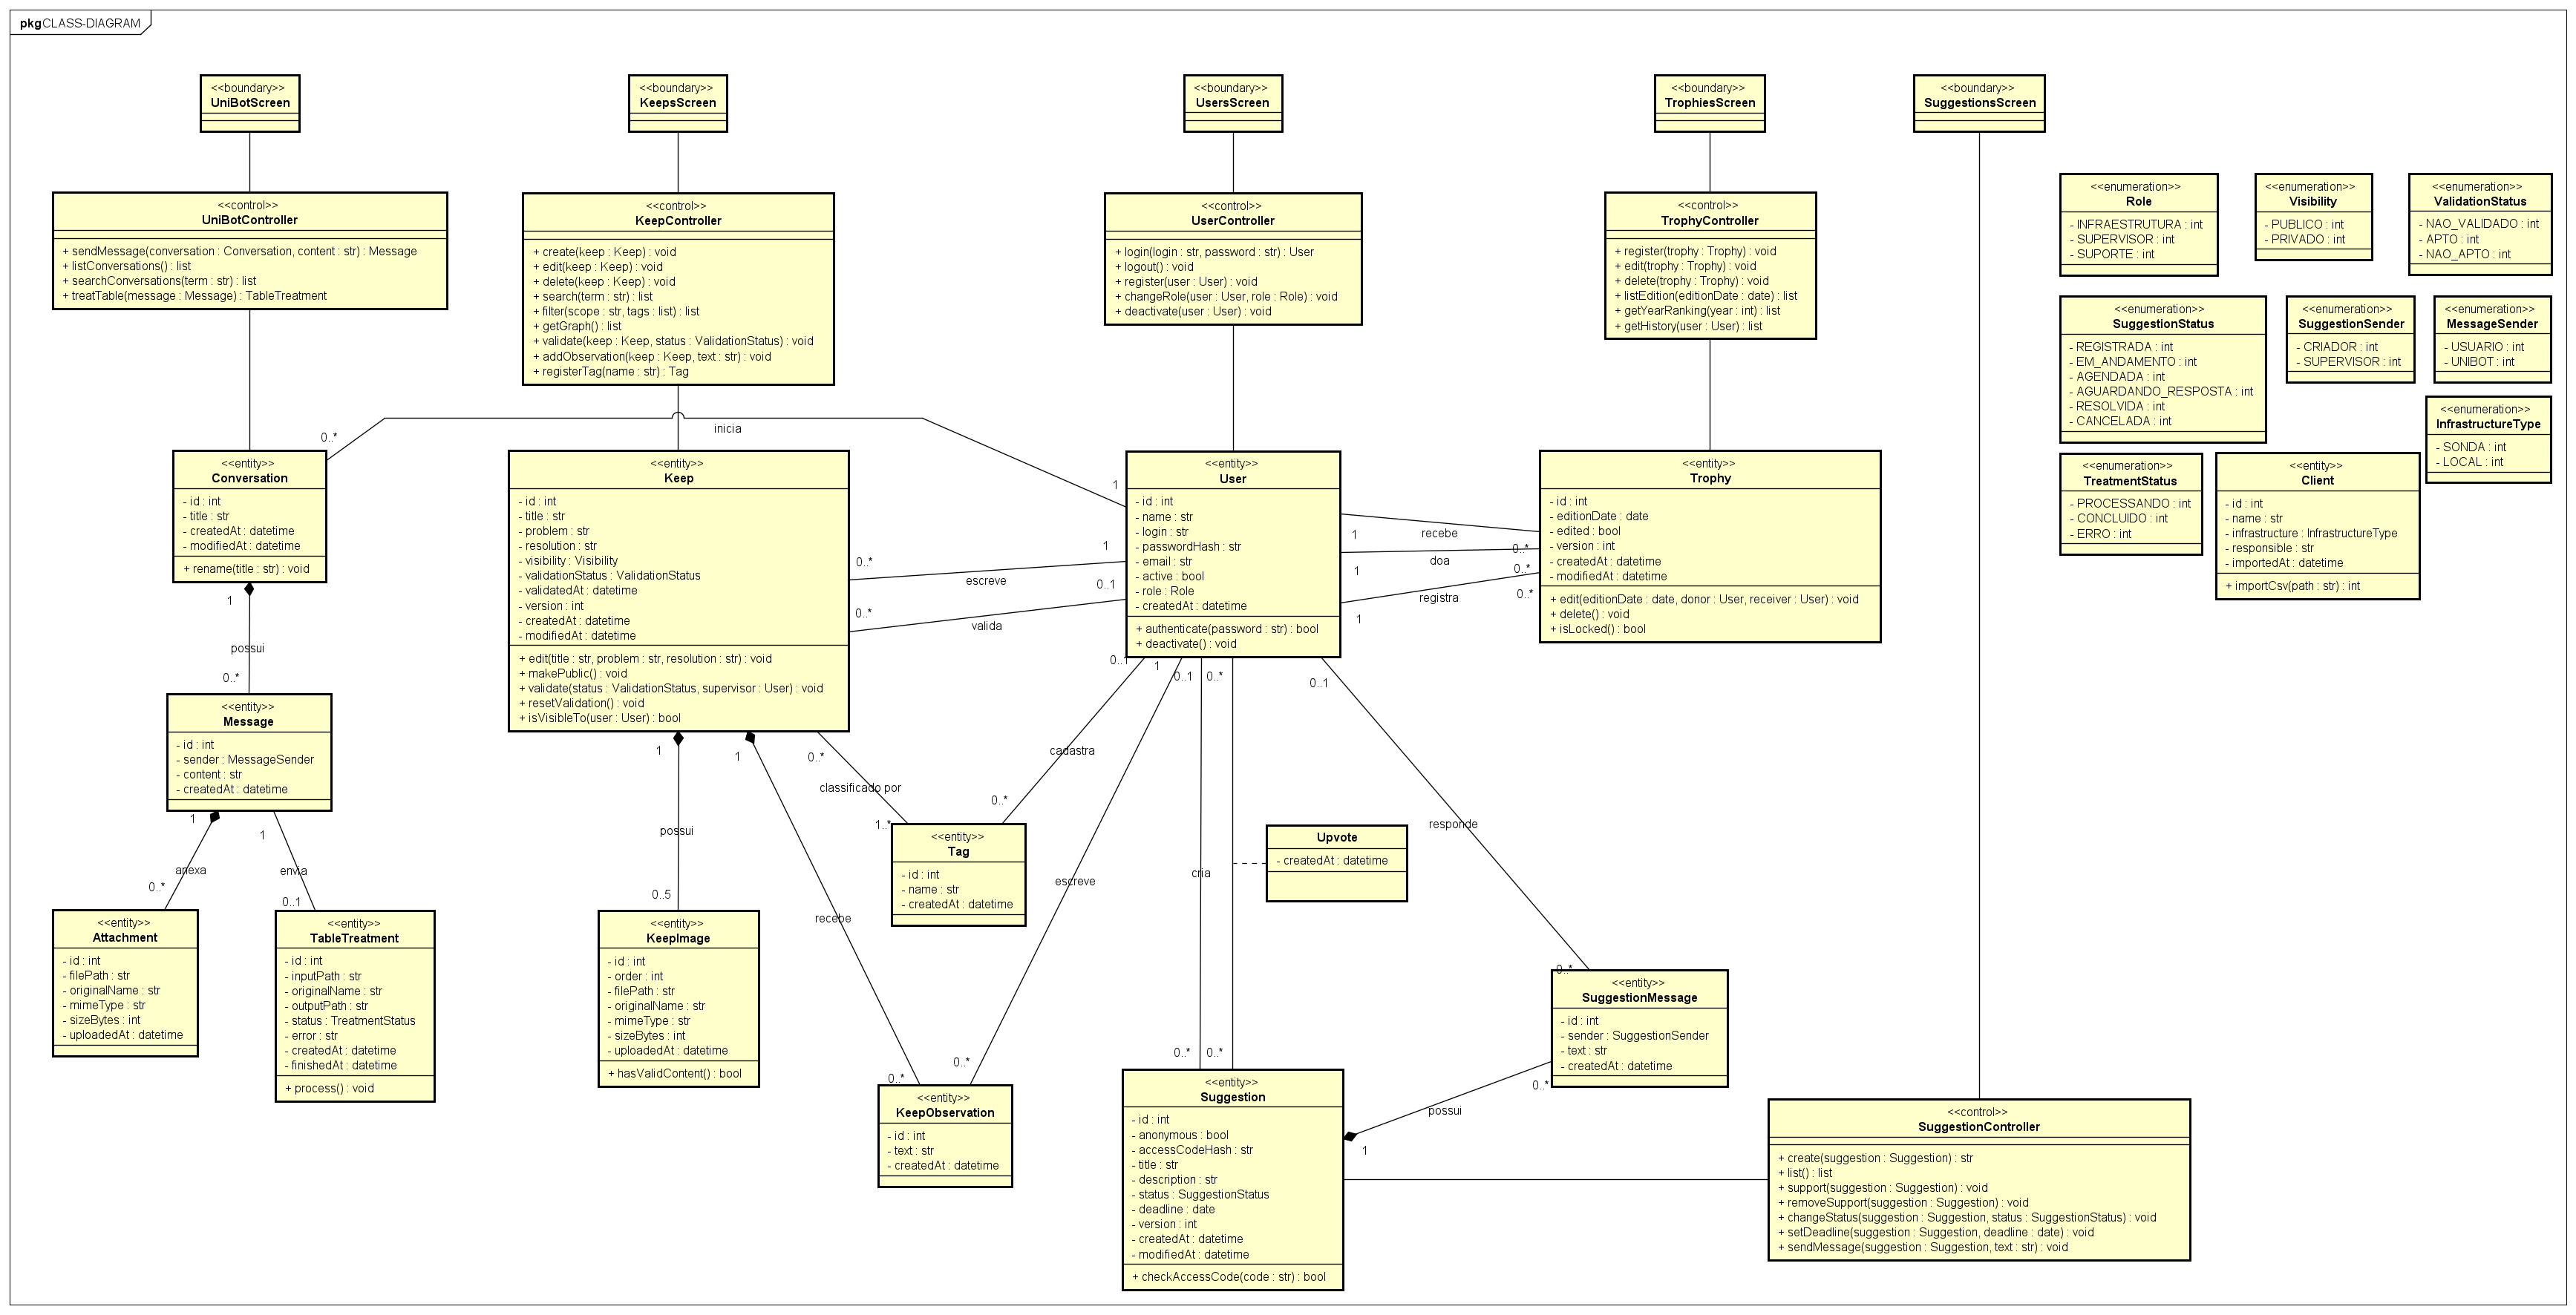 pkg CLASS-DIAGRAM
<<boundary>>
UniBotScreen
<<boundary>>
KeepsScreen
<<boundary>>
UsersScreen
<<boundary>>
TrophiesScreen
<<boundary>>
SuggestionsScreen
<<control>>
UniBotController
+ sendMessage(conversation : Conversation, content : str) : Message
+ listConversations() : list
+ searchConversations(term : str) : list
+ treatTable(message : Message) : TableTreatment
<<control>>
KeepController
+ create(keep : Keep) : void
+ edit(keep : Keep) : void
+ delete(keep : Keep) : void
+ search(term : str) : list
+ filter(scope : str, tags : list) : list
+ getGraph() : list
+ validate(keep : Keep, status : ValidationStatus) : void
+ addObservation(keep : Keep, text : str) : void
+ registerTag(name : str) : Tag
<<control>>
UserController
+ login(login : str, password : str) : User
+ logout() : void
+ register(user : User) : void
+ changeRole(user : User, role : Role) : void
+ deactivate(user : User) : void
<<control>>
TrophyController
+ register(trophy : Trophy) : void
+ edit(trophy : Trophy) : void
+ delete(trophy : Trophy) : void
+ listEdition(editionDate : date) : list
+ getYearRanking(year : int) : list
+ getHistory(user : User) : list
<<enumeration>>
Role
- INFRAESTRUTURA : int
- SUPERVISOR : int
- SUPORTE : int
<<enumeration>>
Visibility
- PUBLICO : int
- PRIVADO : int
<<enumeration>>
ValidationStatus
- NAO_VALIDADO : int
- APTO : int
- NAO_APTO : int
<<enumeration>>
SuggestionStatus
- REGISTRADA : int
- EM_ANDAMENTO : int
- AGENDADA : int
- AGUARDANDO_RESPOSTA : int
- RESOLVIDA : int
- CANCELADA : int
<<enumeration>>
SuggestionSender
- CRIADOR : int
- SUPERVISOR : int
<<enumeration>>
MessageSender
- USUARIO : int
- UNIBOT : int
<<enumeration>>
InfrastructureType
- SONDA : int
- LOCAL : int
<<enumeration>>
TreatmentStatus
- PROCESSANDO : int
- CONCLUIDO : int
- ERRO : int
<<entity>>
Client
- id : int
- name : str
- infrastructure : InfrastructureType
- responsible : str
- importedAt : datetime
+ importCsv(path : str) : int
0..*
inicia
1
<<entity>>
Conversation
- id : int
- title : str
- createdAt : datetime
- modifiedAt : datetime
+ rename(title : str) : void
<<entity>>
Keep
- id : int
- title : str
- problem : str
- resolution : str
- visibility : Visibility
- validationStatus : ValidationStatus
- validatedAt : datetime
- version : int
- createdAt : datetime
- modifiedAt : datetime
+ edit(title : str, problem : str, resolution : str) : void
+ makePublic() : void
+ validate(status : ValidationStatus, supervisor : User) : void
+ resetValidation() : void
+ isVisibleTo(user : User) : bool
0..*
escreve
1
0..*
valida
0..1
<<entity>>
User
- id : int
- name : str
- login : str
- passwordHash : str
- email : str
- active : bool
- role : Role
- createdAt : datetime
+ authenticate(password : str) : bool
+ deactivate() : void
1
recebe
0..*
1
doa
0..*
1
registra
0..*
<<entity>>
Trophy
- id : int
- editionDate : date
- edited : bool
- version : int
- createdAt : datetime
- modifiedAt : datetime
+ edit(editionDate : date, donor : User, receiver : User) : void
+ delete() : void
+ isLocked() : bool
1
possui
0..*
<<entity>>
Message
- id : int
- sender : MessageSender
- content : str
- createdAt : datetime
1
anexa
0..*
1
envia
0..1
<<entity>>
Attachment
- id : int
- filePath : str
- originalName : str
- mimeType : str
- sizeBytes : int
- uploadedAt : datetime
<<entity>>
TableTreatment
- id : int
- inputPath : str
- originalName : str
- outputPath : str
- status : TreatmentStatus
- error : str
- createdAt : datetime
- finishedAt : datetime
+ process() : void
1
possui
0..5
<<entity>>
KeepImage
- id : int
- order : int
- filePath : str
- originalName : str
- mimeType : str
- sizeBytes : int
- uploadedAt : datetime
+ hasValidContent() : bool
1
recebe
0..*
0..*
classificado por
1..*
0..1
cadastra
0..*
<<entity>>
Tag
- id : int
- name : str
- createdAt : datetime
1
escreve
0..*
<<entity>>
KeepObservation
- id : int
- text : str
- createdAt : datetime
0..1
cria
0..*
0..*
0..*
Upvote
- createdAt : datetime
0..1
responde
0..*
<<entity>>
SuggestionMessage
- id : int
- sender : SuggestionSender
- text : str
- createdAt : datetime
<<entity>>
Suggestion
- id : int
- anonymous : bool
- accessCodeHash : str
- title : str
- description : str
- status : SuggestionStatus
- deadline : date
- version : int
- createdAt : datetime
- modifiedAt : datetime
+ checkAccessCode(code : str) : bool
0..*
possui
1
<<control>>
SuggestionController
+ create(suggestion : Suggestion) : str
+ list() : list
+ support(suggestion : Suggestion) : void
+ removeSupport(suggestion : Suggestion) : void
+ changeStatus(suggestion : Suggestion, status : SuggestionStatus) : void
+ setDeadline(suggestion : Suggestion, deadline : date) : void
+ sendMessage(suggestion : Suggestion, text : str) : void